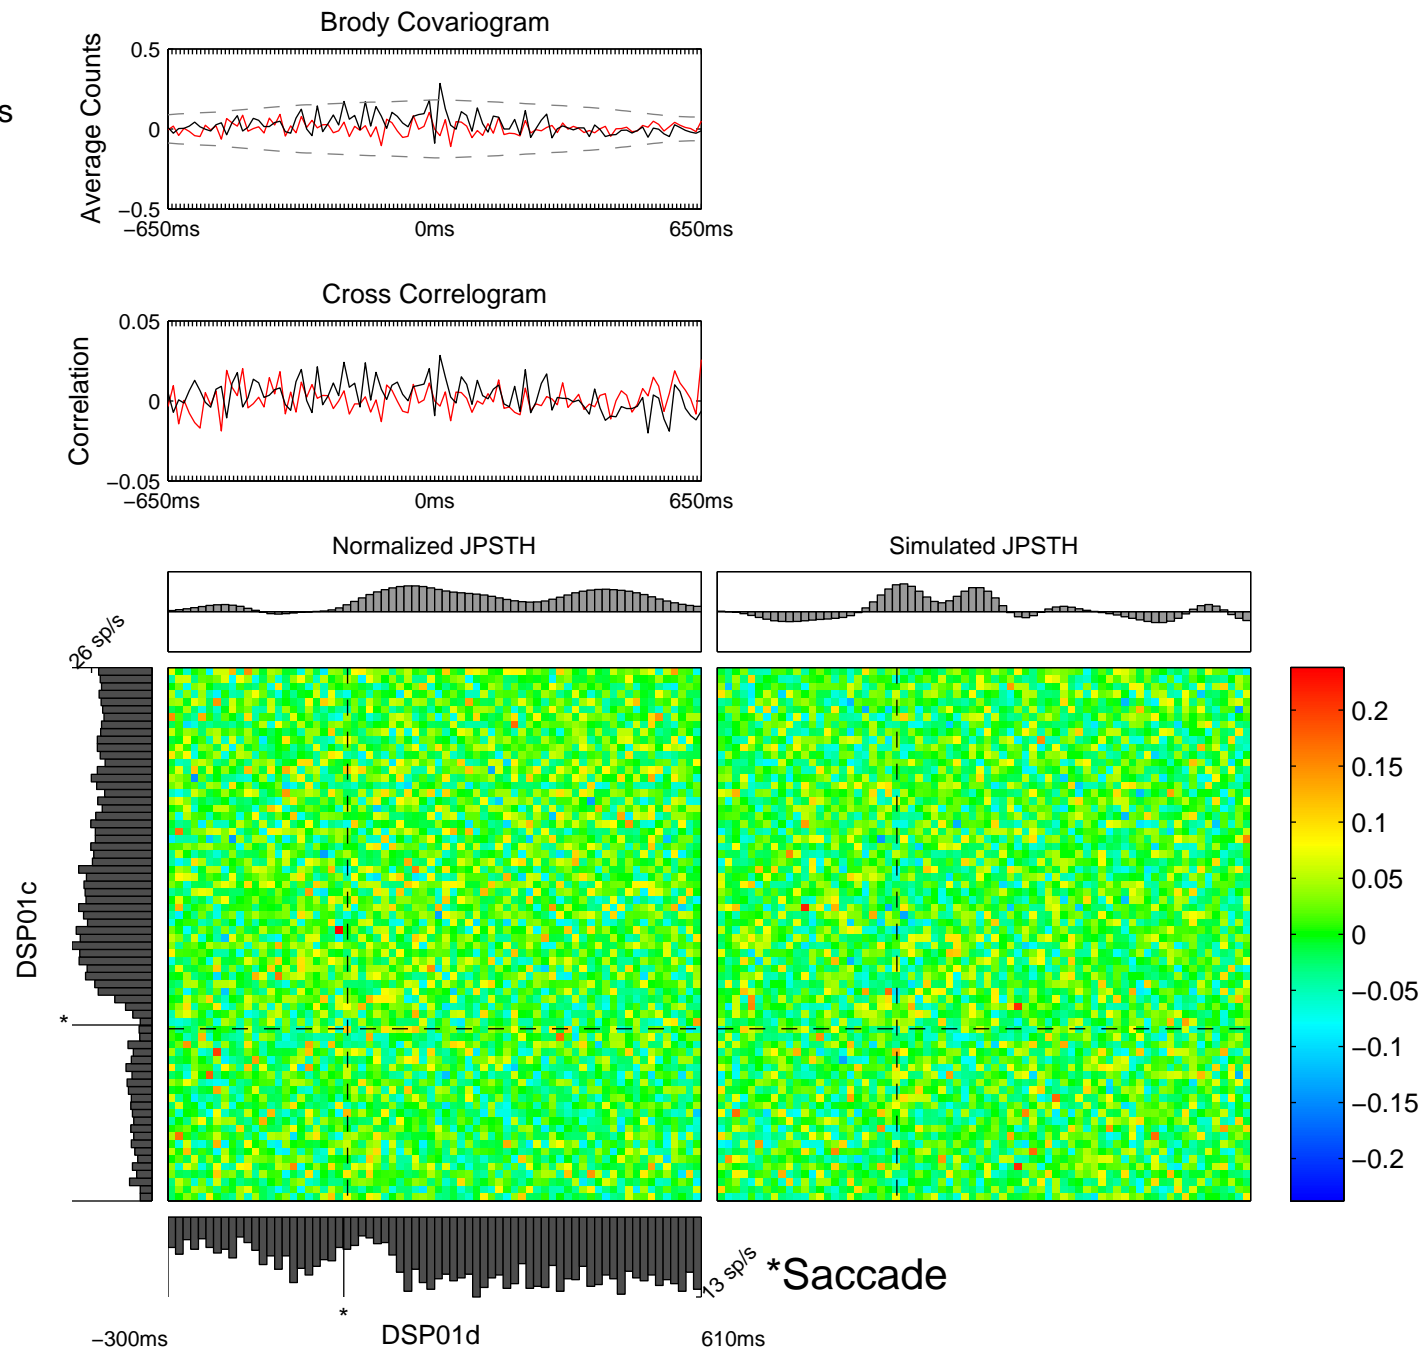 Brody Covariogram
s
Average Counts
0.5
0
−0.5
−650ms
0ms
650ms
Cross Correlogram
Correlation
0.05
0
−0.05
−650ms
0ms
650ms
Normalized JPSTH
Simulated JPSTH
26 sp/s
DSP01c
*
0.2
0.15
0.1
0.05
0
−0.05
−0.1
−0.15
−0.2
13 sp/s
*Saccade
*
−300ms
DSP01d
610ms